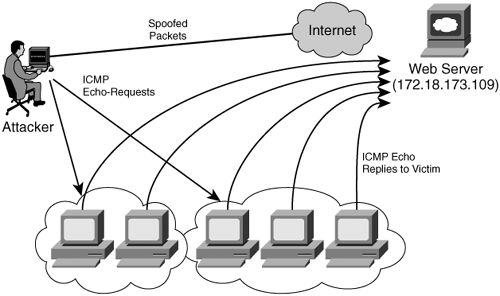 Spoofed
Packets
Internet
ICMP
Echo-Requests
Attacker
Web Server
(172.18.173.109)
ICMP Echo
Replies to Victim